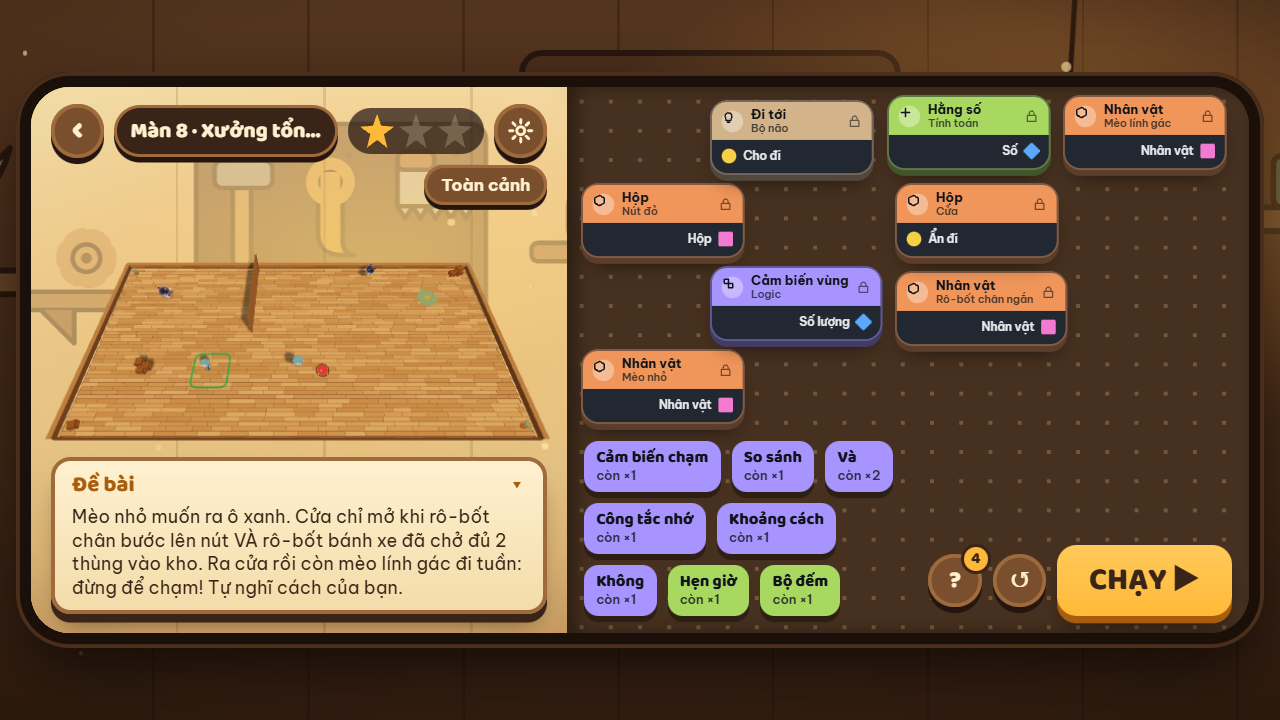 Màn 8 · Xưởng tổn...
Toàn cảnh
Đề bài
Mèo nhỏ muốn ra ô xanh. Cửa chỉ mở khi rô-bốt
chân bước lên nút VÀ rô-bốt bánh xe đã chở đủ 2
thùng vào kho. Ra cửa rồi còn mèo lính gác đi tuần:
đừng để chạm! Tự nghĩ cách của bạn.
Đi tới
Bộ não
Cho đi
Hằng số
Tính toán
Số
Nhân vật
Mèo lính gác
Nhân vật
Hộp
Nút đỏ
Hộp
Hộp
Cửa
Ẩn đi
Cảm biến vùng
Logic
Số lượng
Nhân vật
Rô-bốt chân ngắn
Nhân vật
Nhân vật
Mèo nhỏ
Nhân vật
Cảm biến chạm
còn ×1
So sánh
còn ×1
Và
còn ×2
Công tắc nhớ
còn ×1
Khoảng cách
còn ×1
Không
còn ×1
Hẹn giờ
còn ×1
Bộ đếm
còn ×1
?
4
CHẠY